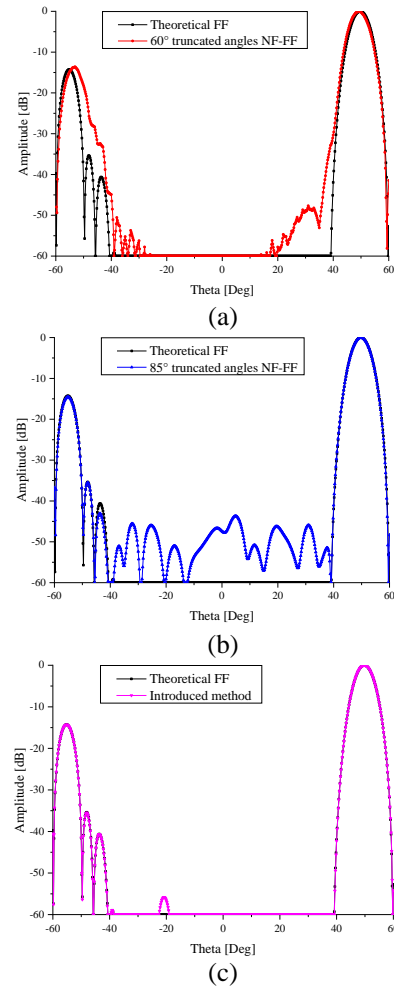 Theoretical FF
60° truncated angles NF-FF
Amplitude [dB]
0
-10
-20
-30
-40
-50
-60
-60 -40 -20 0 20 40 60
Theta [Deg]
(a)
Theoretical FF
85° truncated angles NF-FF
Amplitude [dB]
0
-10
-20
-30
-40
-50
-60
-60 -40 -20 0 20 40 60
Theta [Deg]
(b)
Theoretical FF
Introduced method
Amplitude [dB]
0
-10
-20
-30
-40
-50
-60
-60 -40 -20 0 20 40 60
Theta [Deg]
(c)